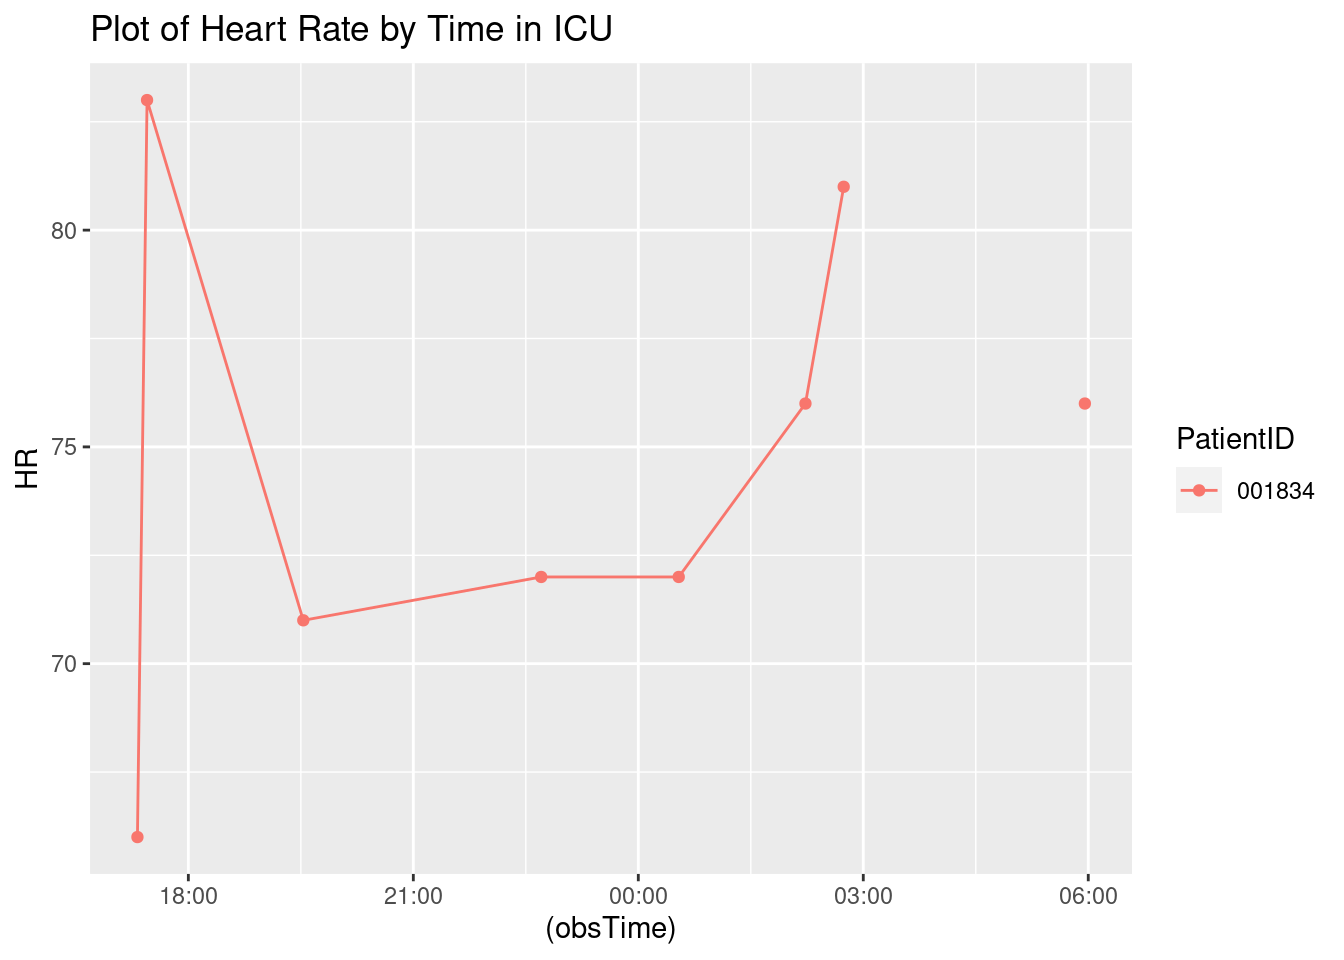 Plot of Heart Rate by Time in ICU
HR
80
75
70
18:00 21:00 00:00 03:00 06:00
(obsTime)
PatientID
001834